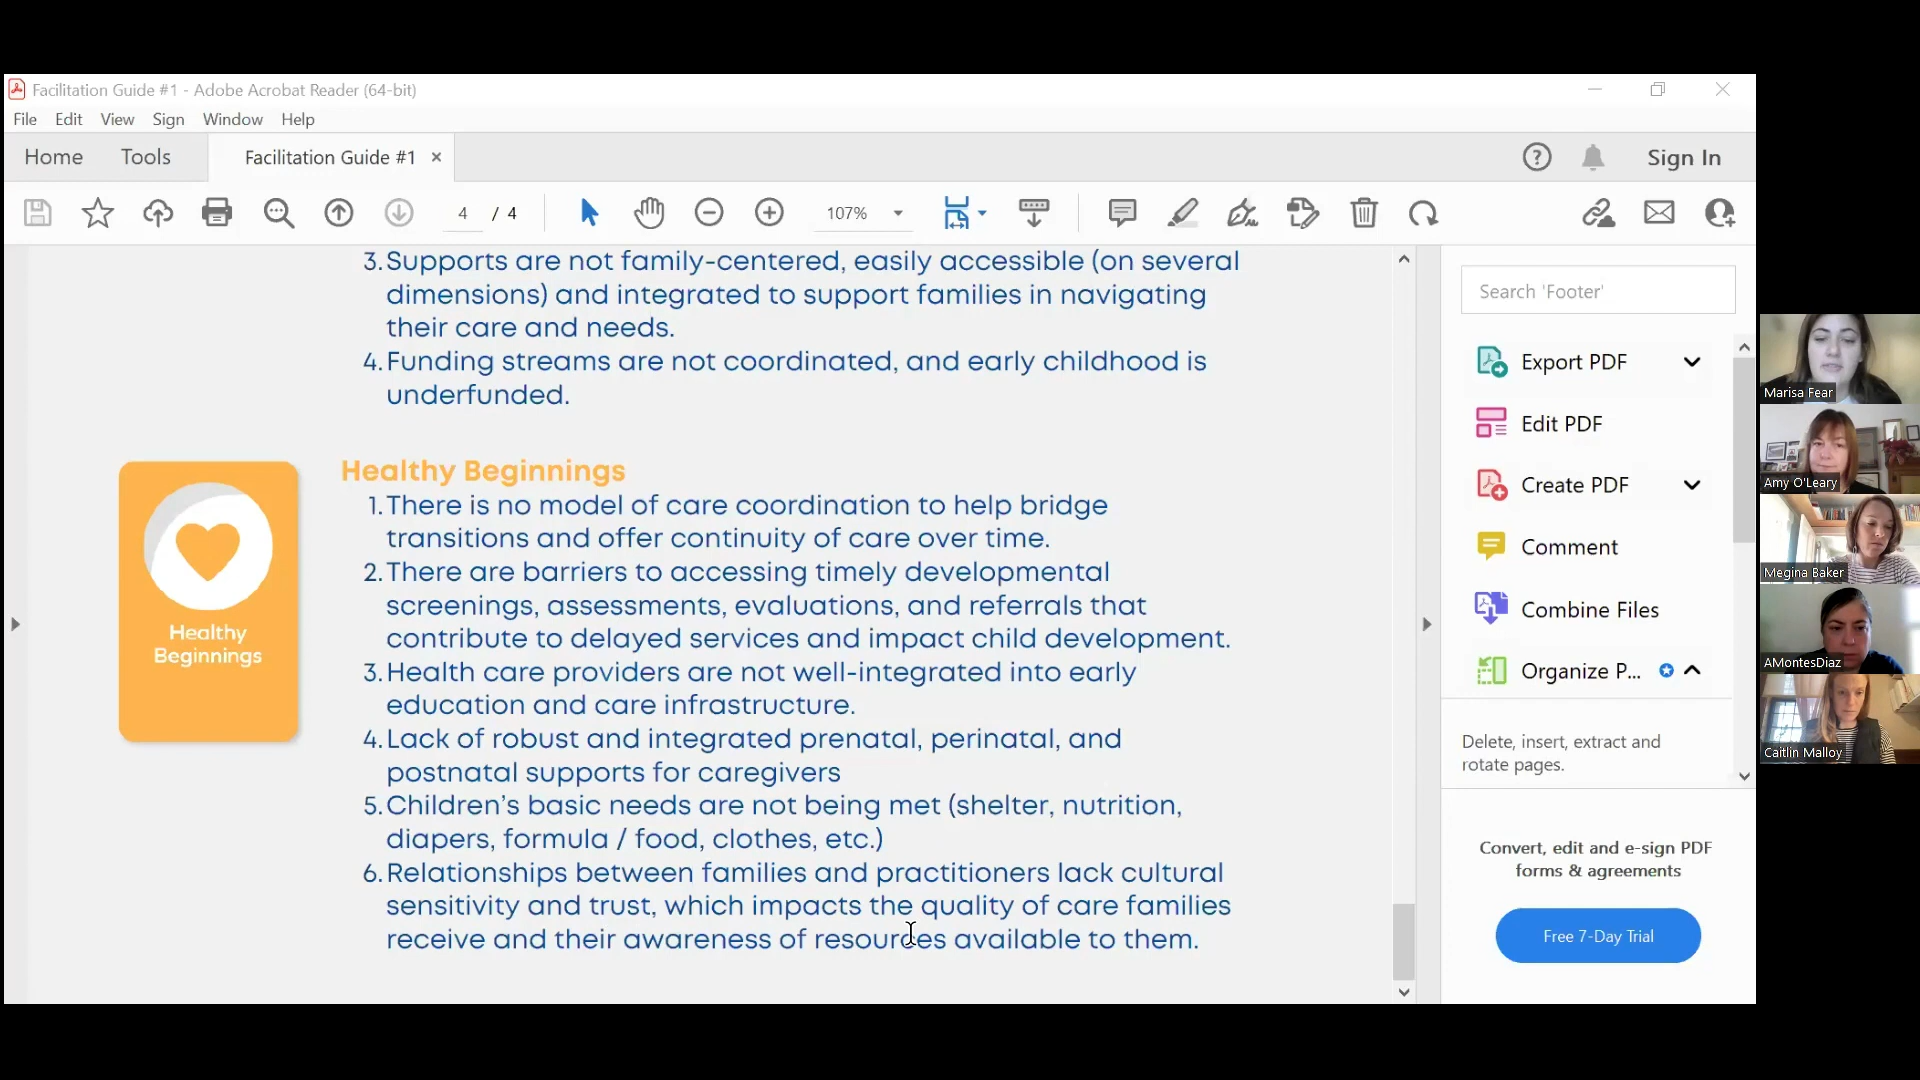 Facilitation Guide #1 - Adobe Acrobat Reader (64-bit)
File Edit View Sign Window Help
Home Tools Facilitation Guide #1 × Sign In
4 / 4 107%
3. Supports are not family-centered, easily accessible (on several
dimensions) and integrated to support families in navigating
their care and needs.
4. Funding streams are not coordinated, and early childhood is
underfunded.
Healthy Beginnings
1. There is no model of care coordination to help bridge
transitions and offer continuity of care over time.
2. There are barriers to accessing timely developmental
screenings, assessments, evaluations, and referrals that
contribute to delayed services and impact child development.
3. Health care providers are not well-integrated into early
education and care infrastructure.
4. Lack of robust and integrated prenatal, perinatal, and
postnatal supports for caregivers
5. Children’s basic needs are not being met (shelter, nutrition,
diapers, formula / food, clothes, etc.)
6. Relationships between families and practitioners lack cultural
sensitivity and trust, which impacts the quality of care families
receive and their awareness of resources available to them.
Healthy
Beginnings
Search 'Footer'
Export PDF
Edit PDF
Create PDF
Comment
Combine Files
Organize P...
Delete, insert, extract and
rotate pages.
Convert, edit and e-sign PDF
forms & agreements
Free 7-Day Trial
Marisa Fear
Amy O'Leary
Megina Baker
AMontesDiaz
Caitlin Malloy